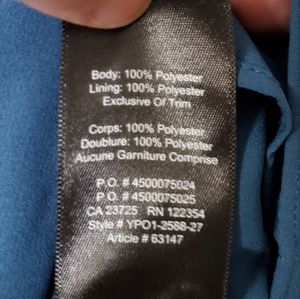 Body: 100% Polyester
Lining: 100% Polyester
Exclusive Of Trim
Corps: 100% Polyester
Doublure: 100% Polyester
Aucune Garniture Comprise
P.O. # 4500075024
P.O. # 4500075025
CA 23725 RN 122354
Style # YPO1-2588-27
Article # 63147